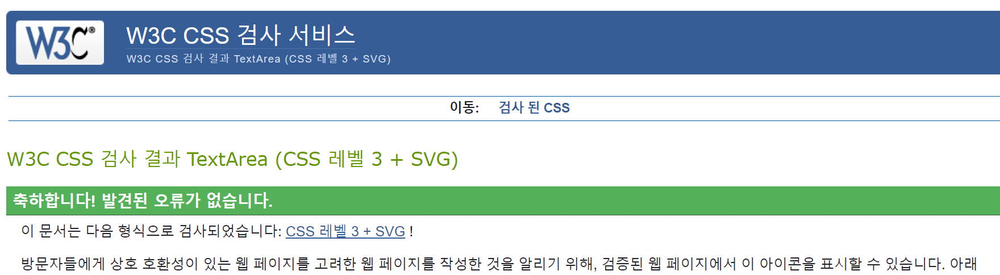 W3C®
W3C CSS 검사 서비스
W3C CSS 검사 결과 TextArea (CSS 레벨 3 + SVG)
이동: 검사 된 CSS
W3C CSS 검사 결과 TextArea (CSS 레벨 3 + SVG)
축하합니다! 발견된 오류가 없습니다.
이 문서는 다음 형식으로 검사되었습니다: CSS 레벨 3 + SVG !
방문자들에게 상호 호환성이 있는 웹 페이지를 고려한 웹 페이지를 작성한 것을 알리기 위해, 검증된 웹 페이지에서 이 아이콘을 표시할 수 있습니다. 아래